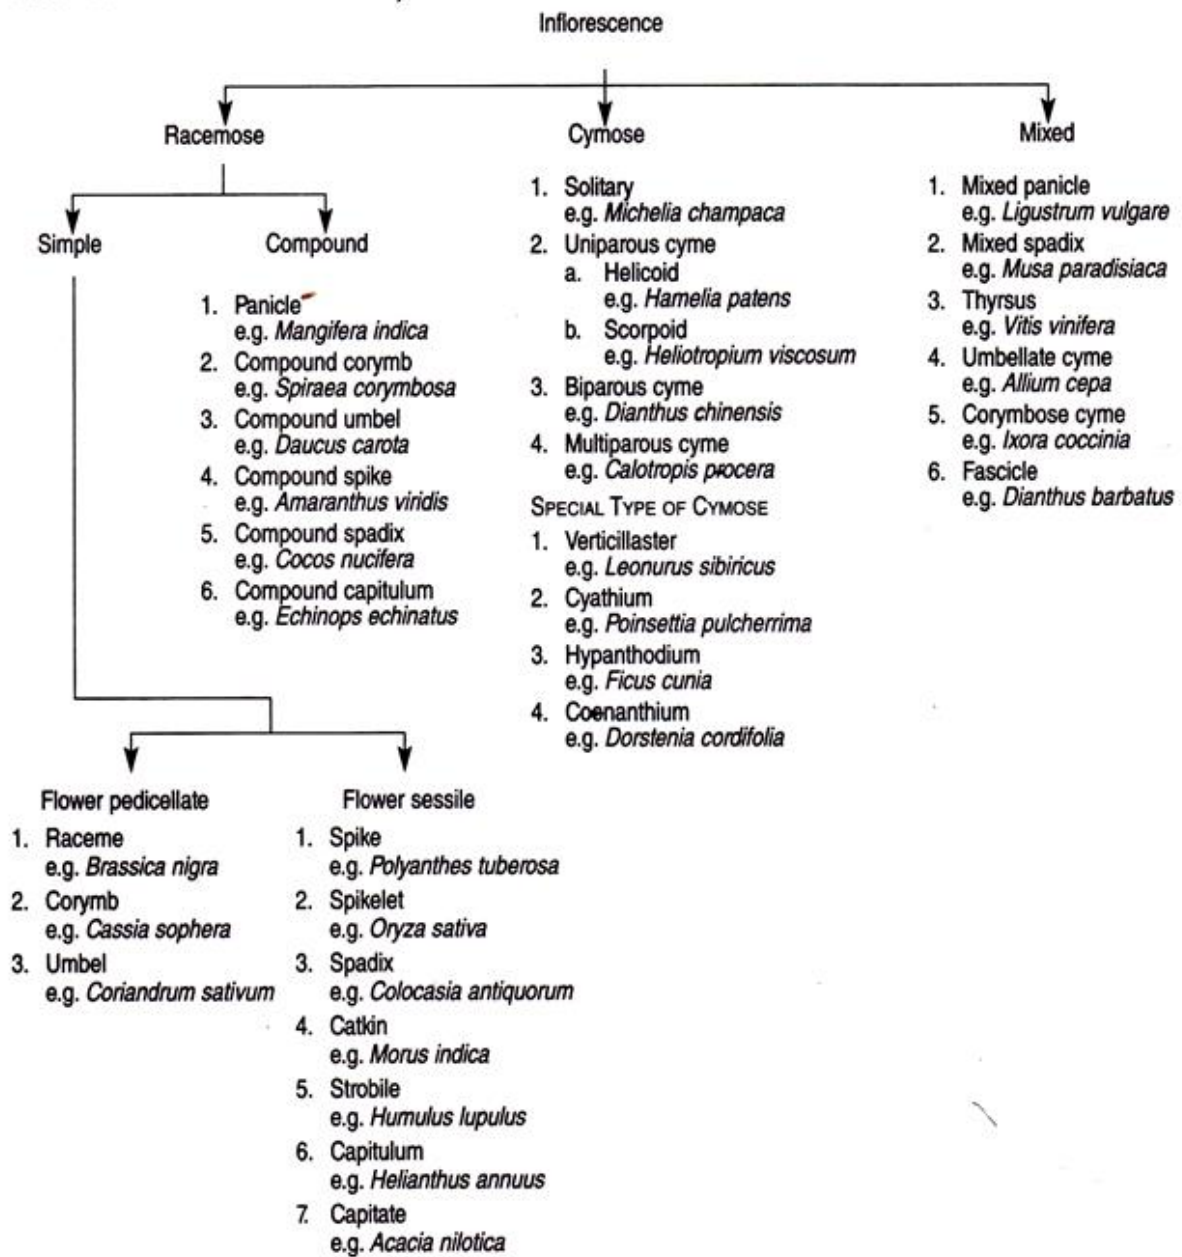 Inflorescence
Racemose
Cymose
Mixed
Simple
Compound
1. Panicle
e.g. Mangifera indica
2. Compound corymb
e.g. Spiraea corymbosa
3. Compound umbel
e.g. Daucus carota
4. Compound spike
e.g. Amaranthus viridis
5. Compound spadix
e.g. Cocos nucifera
6. Compound capitulum
e.g. Echinops echinatus
1. Solitary
e.g. Michelia champaca
2. Uniparous cyme
a. Helicoid
e.g. Hamelia patens
b. Scorpoid
e.g. Heliotropium viscosum
3. Biparous cyme
e.g. Dianthus chinensis
4. Multiparous cyme
e.g. Calotropis procera
SPECIAL TYPE OF CYMOSE
1. Verticillaster
e.g. Leonurus sibiricus
2. Cyathium
e.g. Poinsettia pulcherrima
3. Hypanthodium
e.g. Ficus cunia
4. Coenanthium
e.g. Dorstenia cordifolia
1. Mixed panicle
e.g. Ligustrum vulgare
2. Mixed spadix
e.g. Musa paradisiaca
3. Thyrsus
e.g. Vitis vinifera
4. Umbellate cyme
e.g. Allium cepa
5. Corymbose cyme
e.g. Ixora coccinia
6. Fascicle
e.g. Dianthus barbatus
Flower pedicellate
1. Raceme
e.g. Brassica nigra
2. Corymb
e.g. Cassia sophera
3. Umbel
e.g. Coriandrum sativum
Flower sessile
1. Spike
e.g. Polyanthes tuberosa
2. Spikelet
e.g. Oryza sativa
3. Spadix
e.g. Colocasia antiquorum
4. Catkin
e.g. Morus indica
5. Strobile
e.g. Humulus lupulus
6. Capitulum
e.g. Helianthus annuus
7. Capitate
e.g. Acacia nilotica